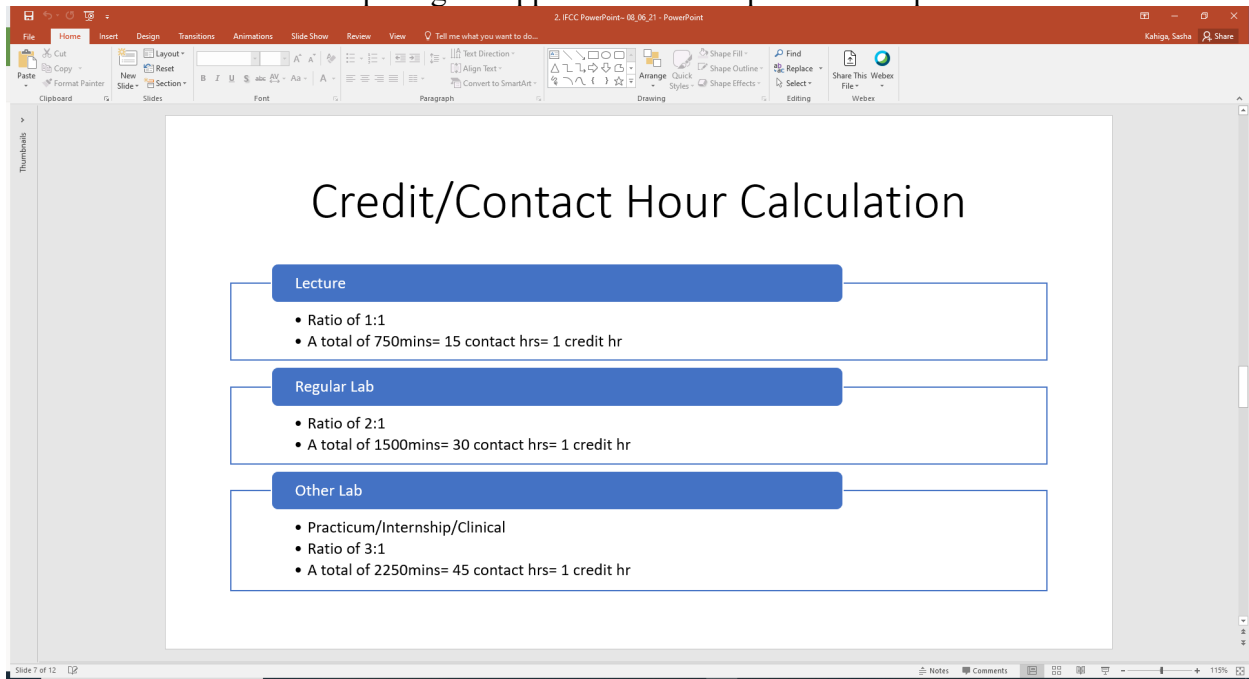 2. IFCC PowerPoint- 08_06_21 - PowerPoint
Kahiga, Sasha Share
File Home Insert Design Transitions Animations Slide Show Review View Tell me what you want to do...
Paste
Cut
Copy
Format Painter
Clipboard
New Slide
Layout
Reset
Section
Slides
B I U S abc AV Aa A
Font
Text Direction
Align Text
Convert to SmartArt
Paragraph
Arrange
Quick Styles
Shape Fill
Shape Outline
Shape Effects
Drawing
Find
Replace
Select
Editing
Share This File
Webex
Webex
Thumbnails
Credit/Contact Hour Calculation
Lecture
• Ratio of 1:1
• A total of 750mins= 15 contact hrs= 1 credit hr
Regular Lab
• Ratio of 2:1
• A total of 1500mins= 30 contact hrs= 1 credit hr
Other Lab
• Practicum/Internship/Clinical
• Ratio of 3:1
• A total of 2250mins= 45 contact hrs= 1 credit hr
Slide 7 of 12
Notes Comments 115%